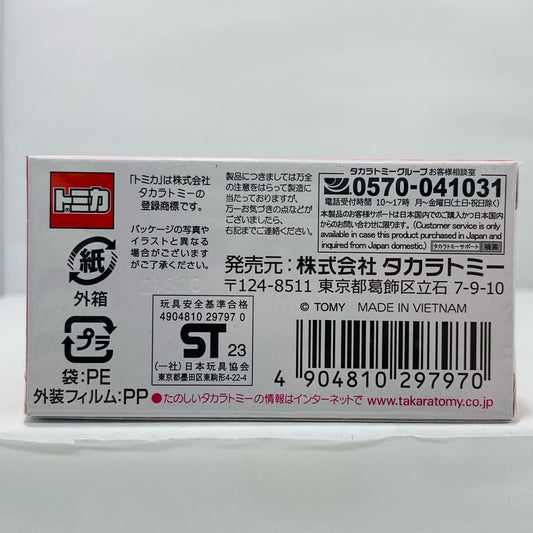 トミカ
「トミカ」は株式会社
タカラトミーの
登録商標です。
パッケージの写真や
イラストと異なる
場合がございますが
ご了承ください。
製品につきましては万全
の注意をはらって製造に
当たっておりますが、
万一お気づきの点などが
ございましたら、
右記までご連絡ください。
タカラトミーグループ お客様相談室
0570-041031
電話受付時間 10～17時 月～金曜日(土・日・祝日除く)
本製品のお客様サポートは日本国内でのご購入かつ日本国内
からのお問い合わせに限ります。(Customer service is only
available in case this product purchased in Japan and
inquired from Japan domestic.)
タカラトミーサポート 検索
発売元：株式会社 タカラトミー
〒124-8511 東京都葛飾区立石 7-9-10
© TOMY MADE IN VIETNAM
紙
外箱
プラ
袋：PE
外装フィルム：PP
玩具安全基準合格
4904810 29797 0
ST 23
(一社)日本玩具協会
東京都墨田区東駒形4-22-4
4 904810 297970
●たのしいタカラトミーの情報はインターネットで www.takaratomy.co.jp